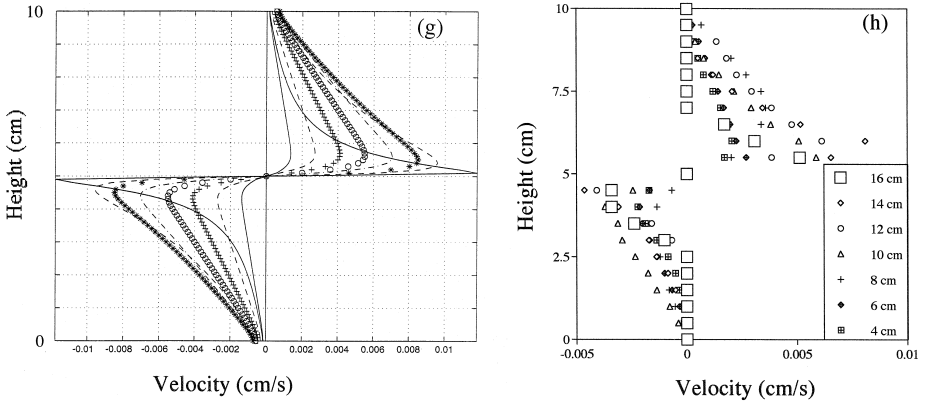 (g)
10
Height (cm)
0
-0.01 -0.008 -0.006 -0.004 -0.002 0 0.002 0.004 0.006 0.008 0.01
Velocity (cm/s)
(h)
10
7.5
Height (cm)
5
2.5
0
-0.005 0 0.005 0.01
Velocity (cm/s)
16 cm
14 cm
12 cm
10 cm
8 cm
6 cm
4 cm